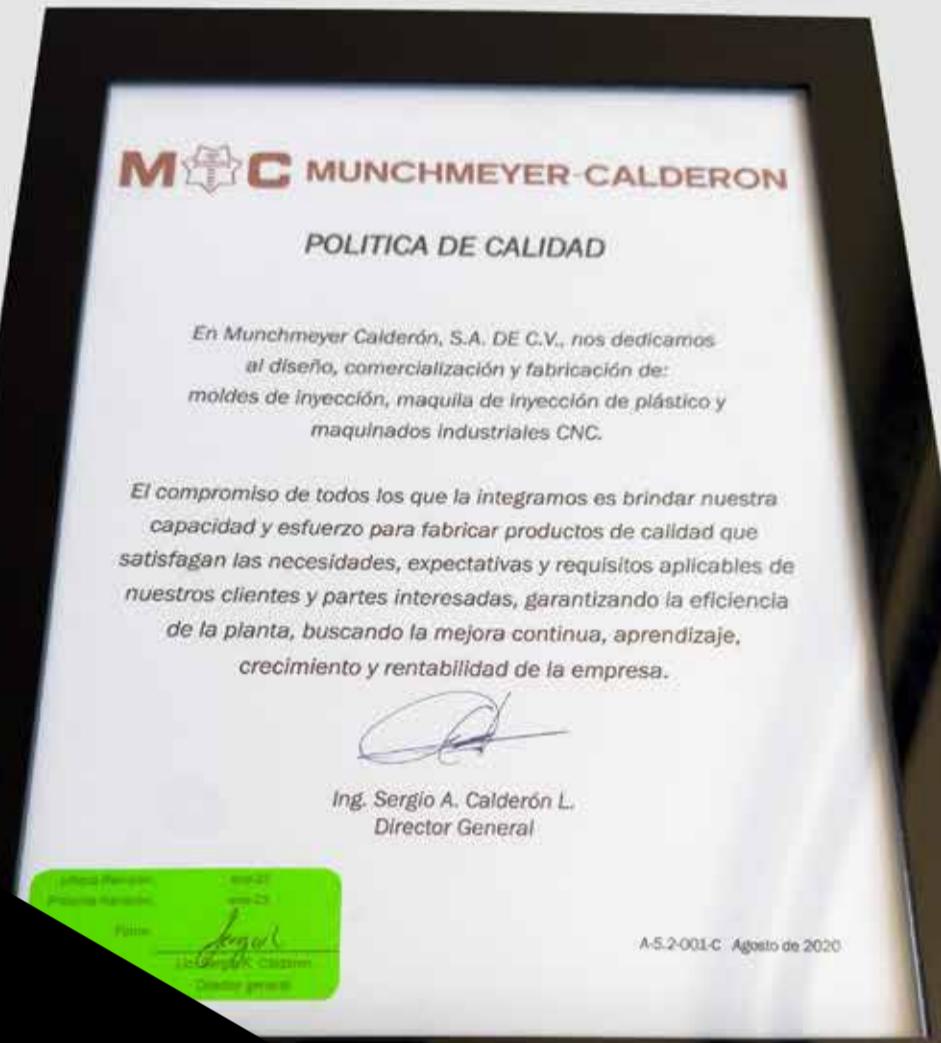 M C MUNCHMEYER-CALDERON
POLITICA DE CALIDAD
En Munchmeyer Calderón, S.A. DE C.V., nos dedicamos
al diseño, comercialización y fabricación de:
moldes de inyección, maquila de inyección de plástico y
maquinados industriales CNC.
El compromiso de todos los que la integramos es brindar nuestra
capacidad y esfuerzo para fabricar productos de calidad que
satisfagan las necesidades, expectativas y requisitos aplicables de
nuestros clientes y partes interesadas, garantizando la eficiencia
de la planta, buscando la mejora continua, aprendizaje,
crecimiento y rentabilidad de la empresa.
Ing. Sergio A. Calderón L.
Director General
Firma:
Director general
A-5.2-001-C Agosto de 2020